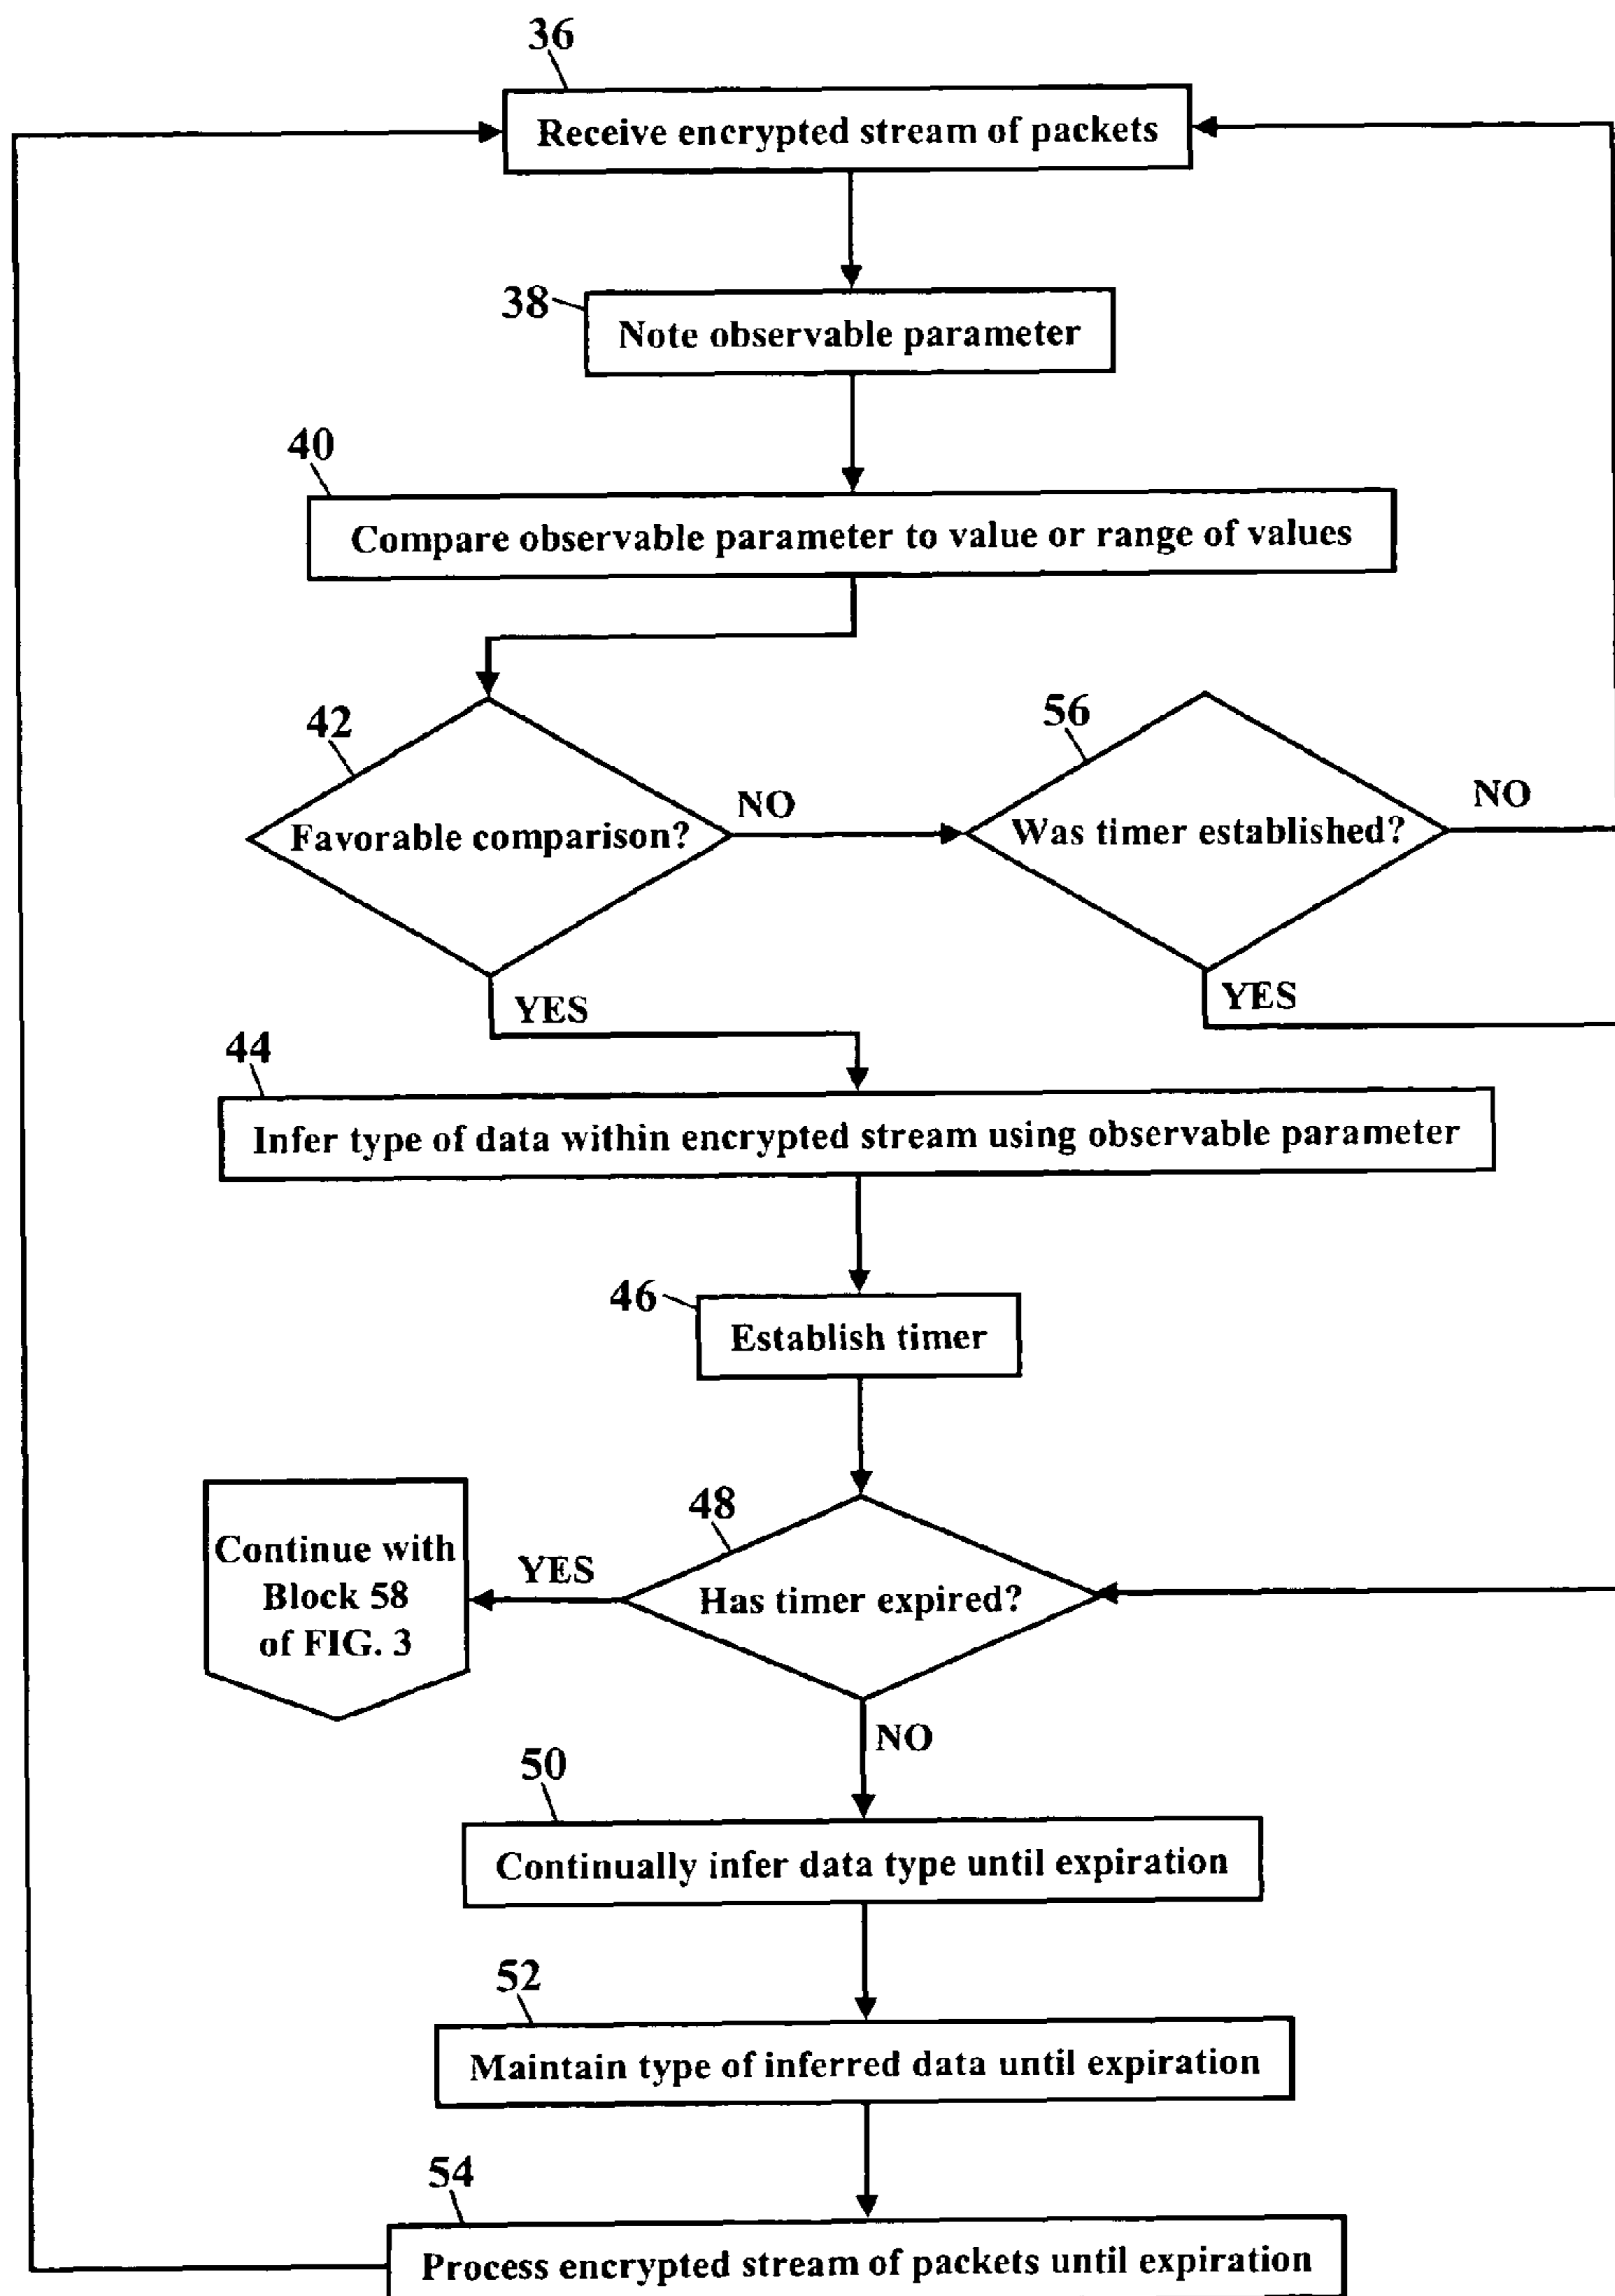 36
Receive encrypted stream of packets
38
Note observable parameter
40
Compare observable parameter to value or range of values
42
Favorable comparison?
NO
YES
56
Was timer established?
NO
YES
44
Infer type of data within encrypted stream using observable parameter
46
Establish timer
48
Has timer expired?
YES
Continue with
Block 58
of FIG. 3
NO
50
Continually infer data type until expiration
52
Maintain type of inferred data until expiration
54
Process encrypted stream of packets until expiration